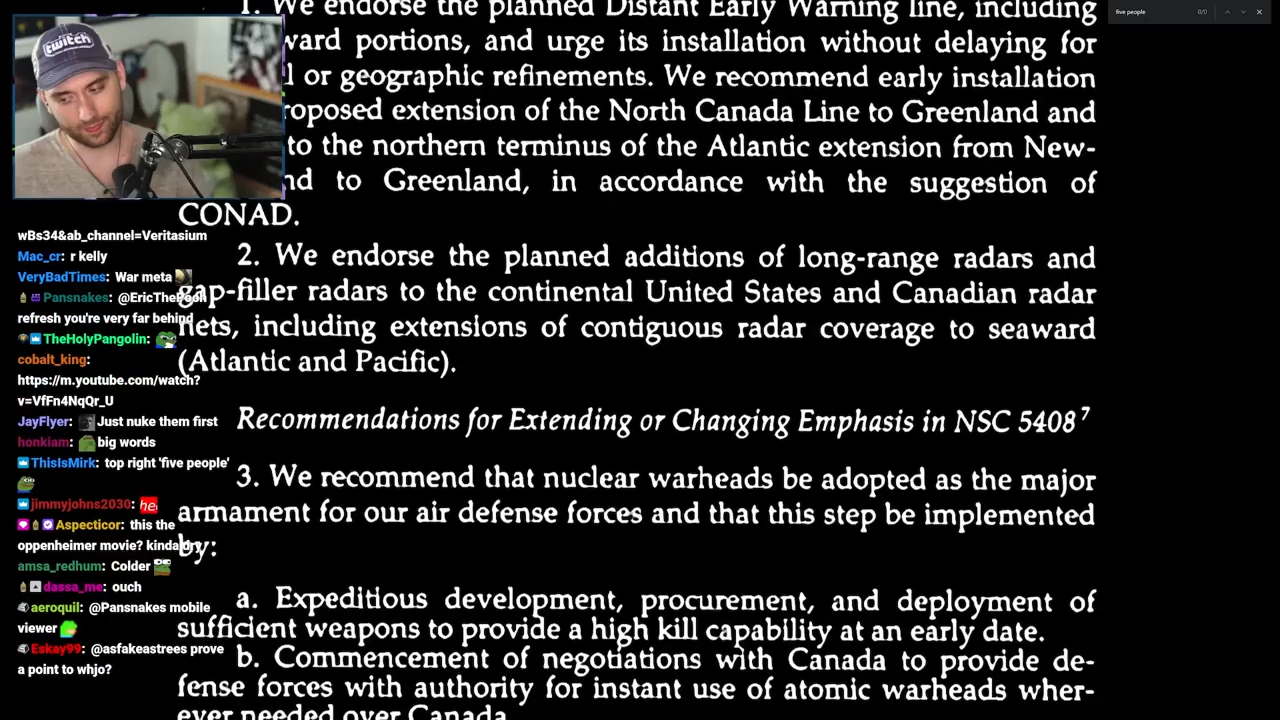 1. We endorse the planned Distant Early Warning line, including
ward portions, and urge its installation without delaying for
l or geographic refinements. We recommend early installation
roposed extension of the North Canada Line to Greenland and
to the northern terminus of the Atlantic extension from New-
nd to Greenland, in accordance with the suggestion of
CONAD.
2. We endorse the planned additions of long-range radars and
gap-filler radars to the continental United States and Canadian radar
nets, including extensions of contiguous radar coverage to seaward
(Atlantic and Pacific).
Recommendations for Extending or Changing Emphasis in NSC 5408⁷
3. We recommend that nuclear warheads be adopted as the major
armament for our air defense forces and that this step be implemented
by:
a. Expeditious development, procurement, and deployment of
sufficient weapons to provide a high kill capability at an early date.
b. Commencement of negotiations with Canada to provide de-
fense forces with authority for instant use of atomic warheads wher-
ever needed over Canada.
five people
0/0
twitch
wBs34&ab_channel=Veritasium
Mac_cr: r kelly
VeryBadTimes: War meta
Pansnakes: @EricThePooh
refresh you're very far behind
TheHolyPangolin:
cobalt_king:
https://m.youtube.com/watch?
v=VfFn4NqQr_U
JayFlyer: Just nuke them first
honkiam: big words
ThisIsMirk: top right 'five people'
jimmyjohns2030: he
Aspecticor: this the
oppenheimer movie? kinda dry
amsa_redhum: Colder
dassa_me: ouch
aeroquil: @Pansnakes mobile
viewer
Eskay99: @asfakeastrees prove
a point to whjo?